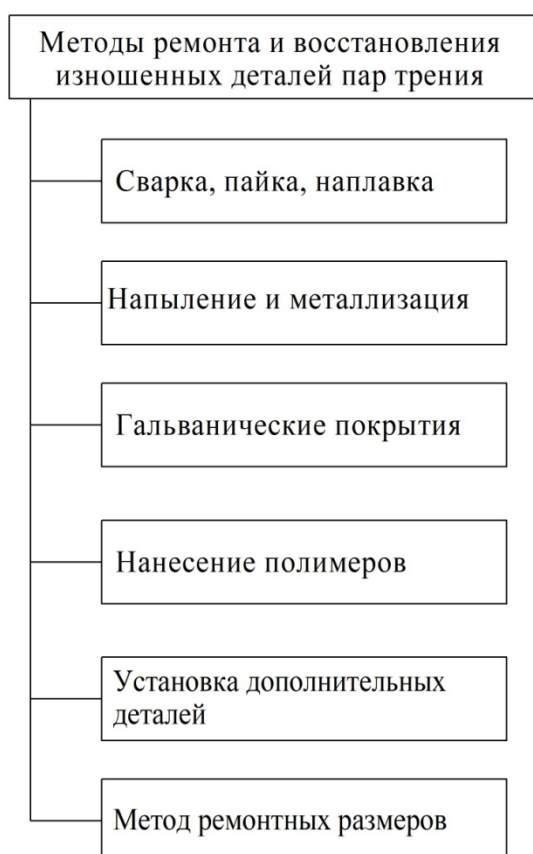 Методы ремонта и восстановления
изношенных деталей пар трения
Сварка, пайка, наплавка
Напыление и металлизация
Гальванические покрытия
Нанесение полимеров
Установка дополнительных
деталей
Метод ремонтных размеров